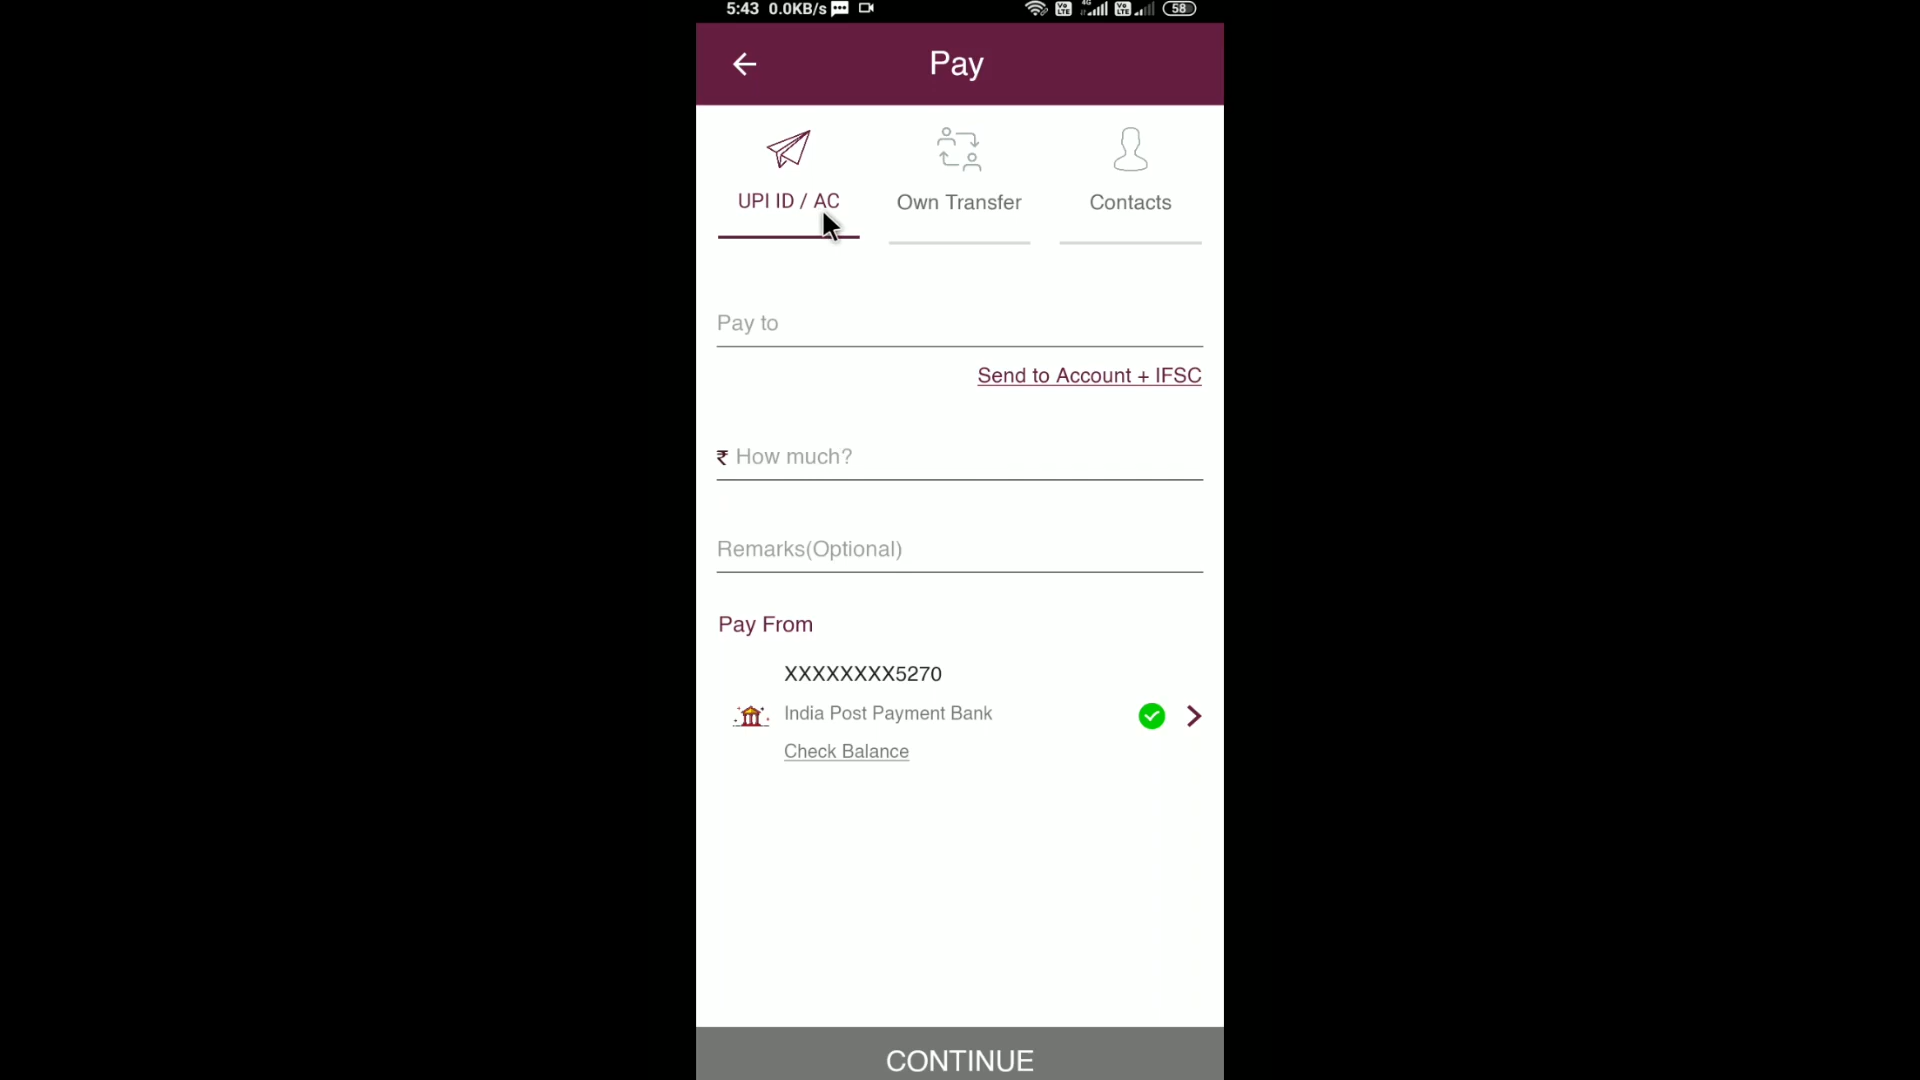 5:43 0.0KB/s 58
Pay
UPI ID / AC
Own Transfer
Contacts
Pay to
Send to Account + IFSC
₹ How much?
Remarks(Optional)
Pay From
XXXXXXXX5270
India Post Payment Bank
Check Balance
CONTINUE